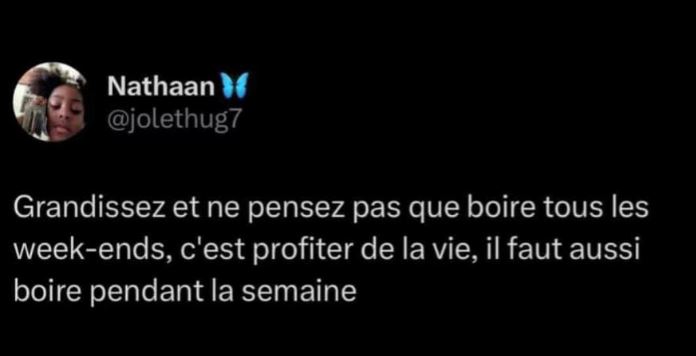 Nathaan🦋
@jolethug7
Grandissez et ne pensez pas que boire tous les
week-ends, c'est profiter de la vie, il faut aussi
boire pendant la semaine